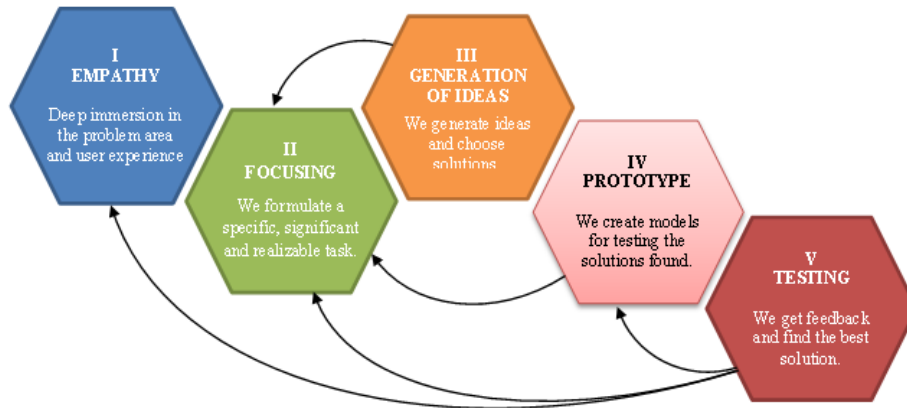 I
EMPATHY
Deep immersion in
the problem area
and user experience
II
FOCUSING
We formulate a
specific, significant
and realizable task.
III
GENERATION
OF IDEAS
We generate ideas
and choose
solutions
IV
PROTOTYPE
We create models
for testing the
solutions found.
V
TESTING
We get feedback
and find the best
solution.